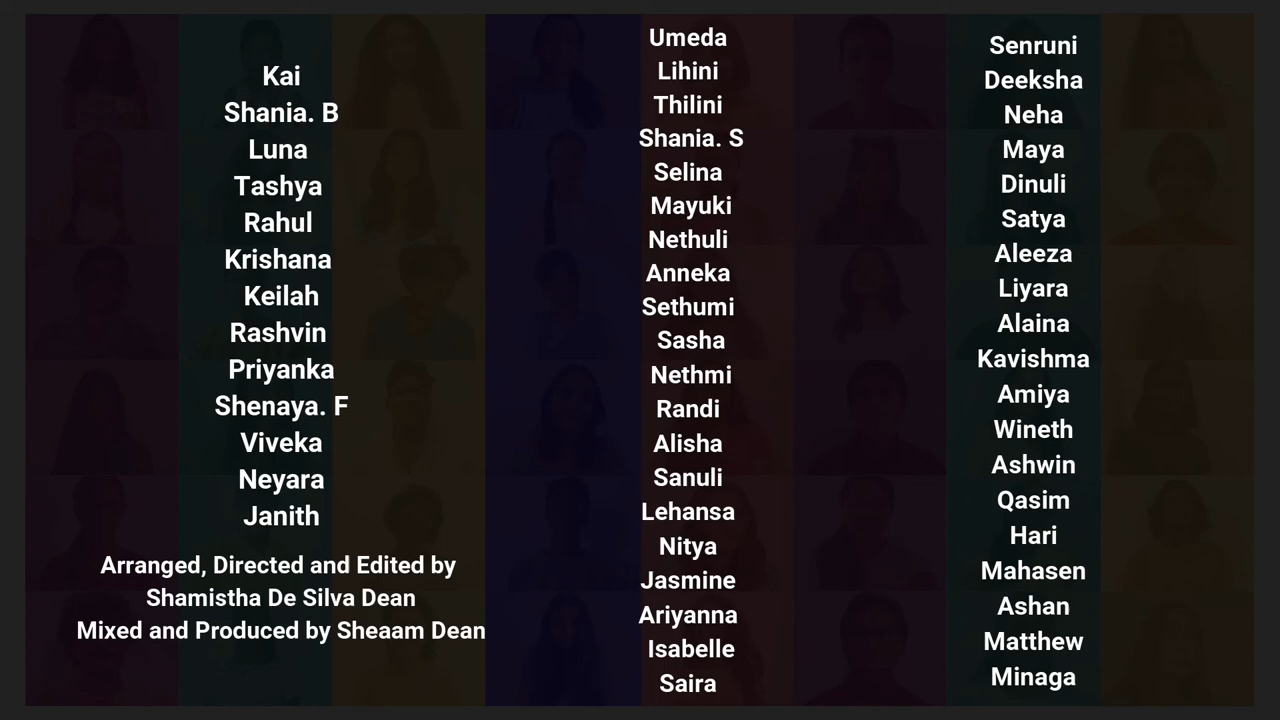 Kai
Shania. B
Luna
Tashya
Rahul
Krishana
Keilah
Rashvin
Priyanka
Shenaya. F
Viveka
Neyara
Janith
Arranged, Directed and Edited by
Shamistha De Silva Dean
Mixed and Produced by Sheaam Dean
Umeda
Lihini
Thilini
Shania. S
Selina
Mayuki
Nethuli
Anneka
Sethumi
Sasha
Nethmi
Randi
Alisha
Sanuli
Lehansa
Nitya
Jasmine
Ariyanna
Isabelle
Saira
Senruni
Deeksha
Neha
Maya
Dinuli
Satya
Aleeza
Liyara
Alaina
Kavishma
Amiya
Wineth
Ashwin
Qasim
Hari
Mahasen
Ashan
Matthew
Minaga